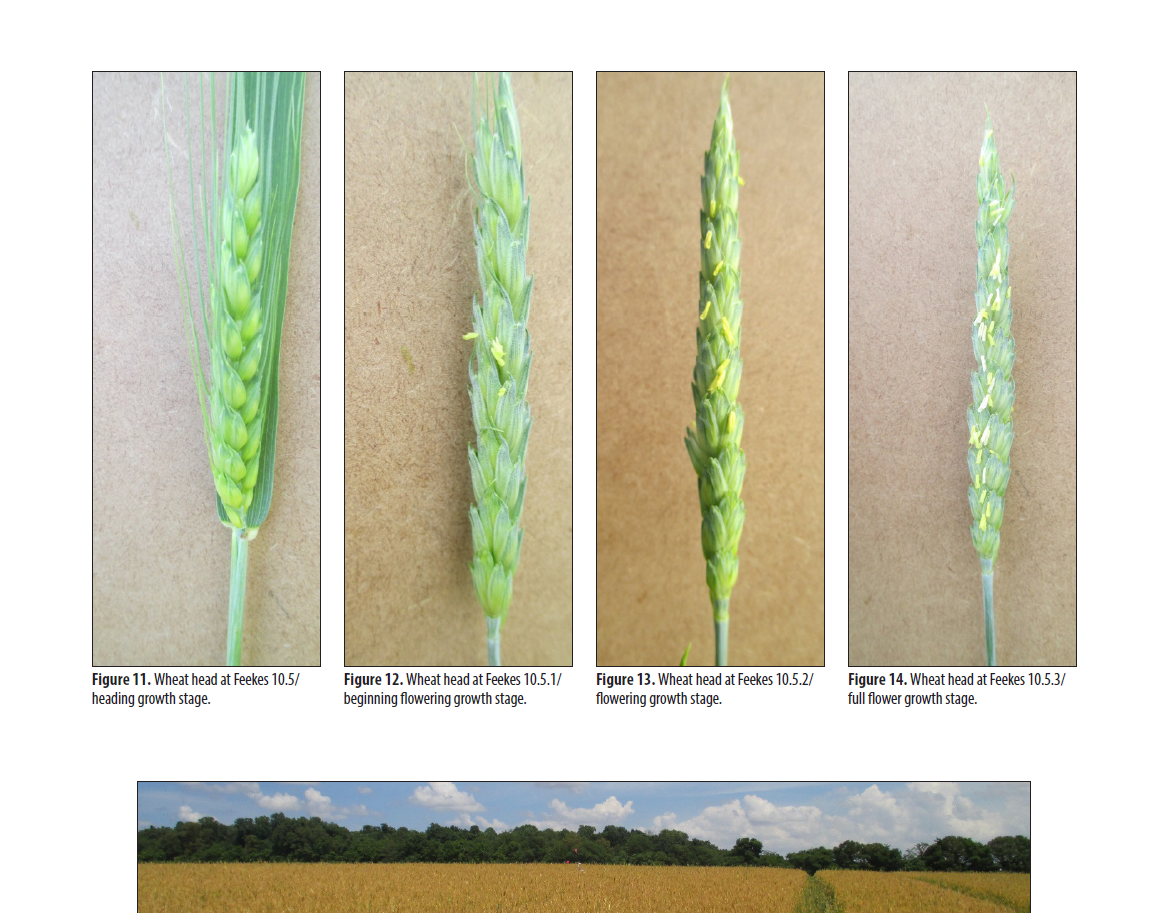 Figure 11. Wheat head at Feekes 10.5/
heading growth stage.
Figure 12. Wheat head at Feekes 10.5.1/
beginning flowering growth stage.
Figure 13. Wheat head at Feekes 10.5.2/
flowering growth stage.
Figure 14. Wheat head at Feekes 10.5.3/
full flower growth stage.